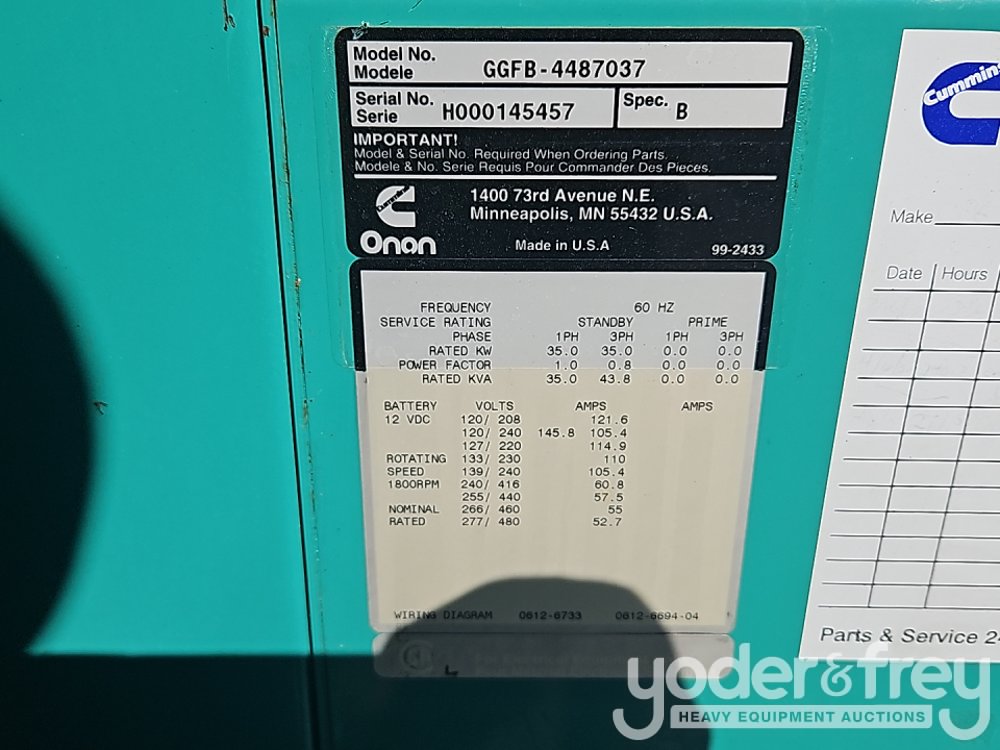 Model No.
Modele
GGFB-4487037
Serial No.
Serie
H000145457
Spec.
B
IMPORTANT!
Model & Serial No. Required When Ordering Parts.
Modele & No. Serie Requis Pour Commander Des Pieces.
Cummins
Onan
1400 73rd Avenue N.E.
Minneapolis, MN 55432 U.S.A.
Made in U.S.A
99-2433
FREQUENCY 60 HZ
SERVICE RATING STANDBY PRIME
PHASE 1PH 3PH 1PH 3PH
RATED KW 35.0 35.0 0.0 0.0
POWER FACTOR 1.0 0.8 0.0 0.0
RATED KVA 35.0 43.8 0.0 0.0
BATTERY VOLTS AMPS AMPS
12 VDC 120/ 208 121.6
120/ 240 145.8 105.4
127/ 220 114.9
ROTATING 133/ 230 110
SPEED 139/ 240 105.4
1800RPM 240/ 416 60.8
255/ 440 57.5
NOMINAL 266/ 460 55
RATED 277/ 480 52.7
WIRING DIAGRAM 0612-6733 0612-6694-04
Cummins
Make
Date Hours
Parts & Service 2
yoder&frey
HEAVY EQUIPMENT AUCTIONS